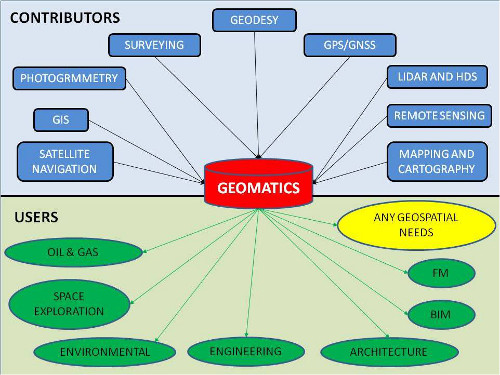 CONTRIBUTORS
GEODESY
SURVEYING
GPS/GNSS
PHOTOGRMMETRY
LIDAR AND HDS
GIS
REMOTE SENSING
SATELLITE
NAVIGATION
MAPPING AND
CARTOGRAPHY
GEOMATICS
USERS
ANY GEOSPATIAL
NEEDS
OIL & GAS
FM
SPACE
EXPLORATION
BIM
ENVIRONMENTAL
ENGINEERING
ARCHITECTURE